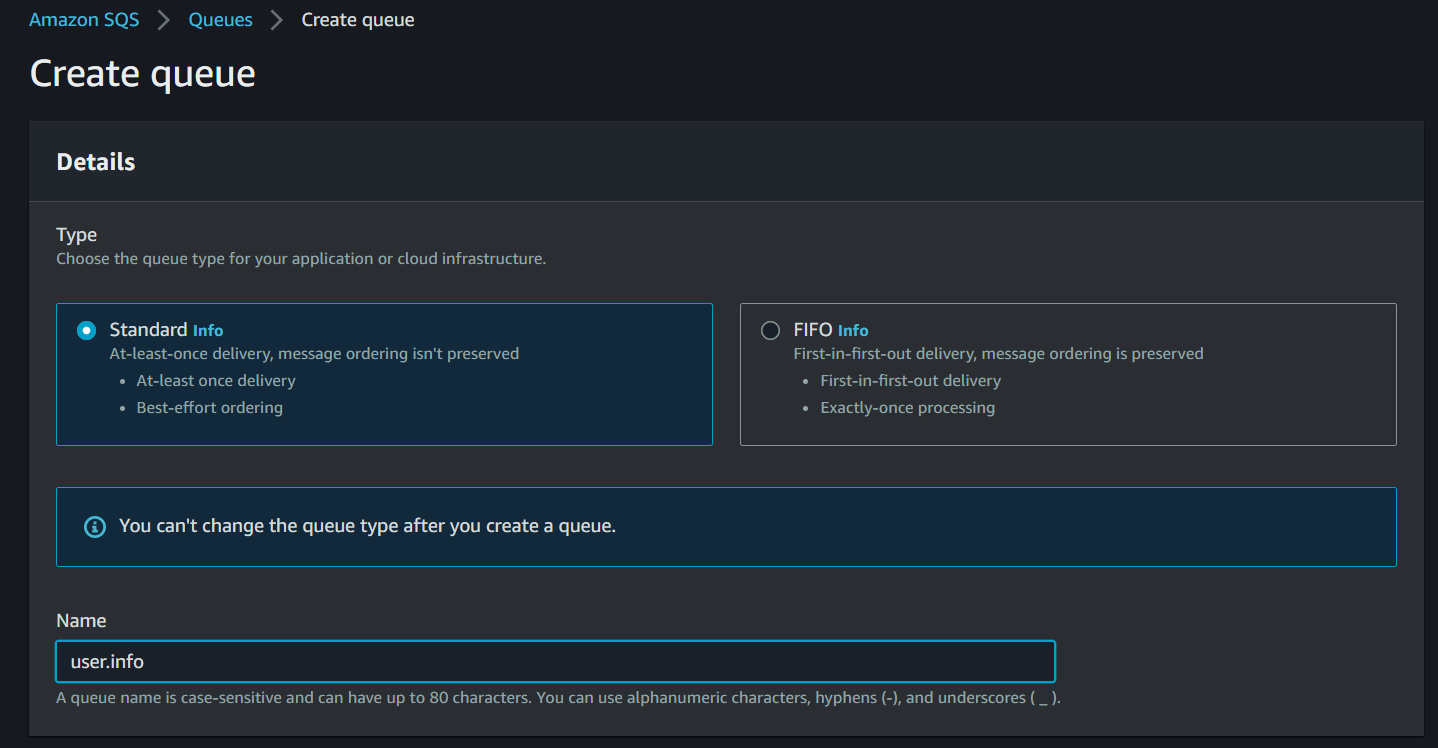 Amazon SQS > Queues > Create queue
Create queue
Details
Type
Choose the queue type for your application or cloud infrastructure.
Standard Info
At-least-once delivery, message ordering isn't preserved
• At-least once delivery
• Best-effort ordering
FIFO Info
First-in-first-out delivery, message ordering is preserved
• First-in-first-out delivery
• Exactly-once processing
You can't change the queue type after you create a queue.
Name
user.info
A queue name is case-sensitive and can have up to 80 characters. You can use alphanumeric characters, hyphens (-), and underscores ( _ ).